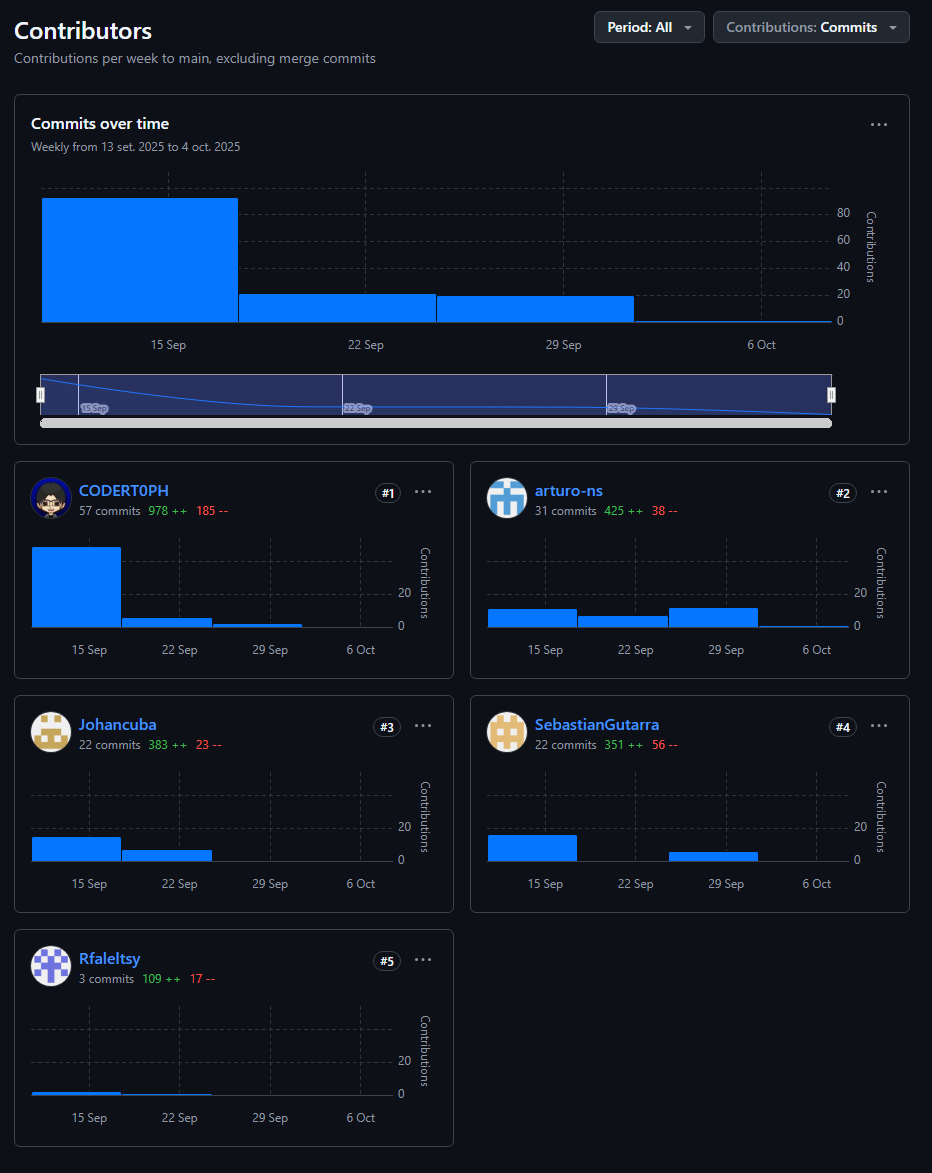 Contributors
Period: All
Contributions: Commits
Contributions per week to main, excluding merge commits
Commits over time
Weekly from 13 set. 2025 to 4 oct. 2025
80
60
40
20
0
Contributions
15 Sep 22 Sep 29 Sep 6 Oct
15 Sep 22 Sep 29 Sep
CODERT0PH
#1
57 commits 978 ++ 185 --
20
0
Contributions
15 Sep 22 Sep 29 Sep 6 Oct
arturo-ns
#2
31 commits 425 ++ 38 --
20
0
Contributions
15 Sep 22 Sep 29 Sep 6 Oct
Johancuba
#3
22 commits 383 ++ 23 --
20
0
Contributions
15 Sep 22 Sep 29 Sep 6 Oct
SebastianGutarra
#4
22 commits 351 ++ 56 --
20
0
Contributions
15 Sep 22 Sep 29 Sep 6 Oct
Rfaleltsy
#5
3 commits 109 ++ 17 --
20
0
Contributions
15 Sep 22 Sep 29 Sep 6 Oct